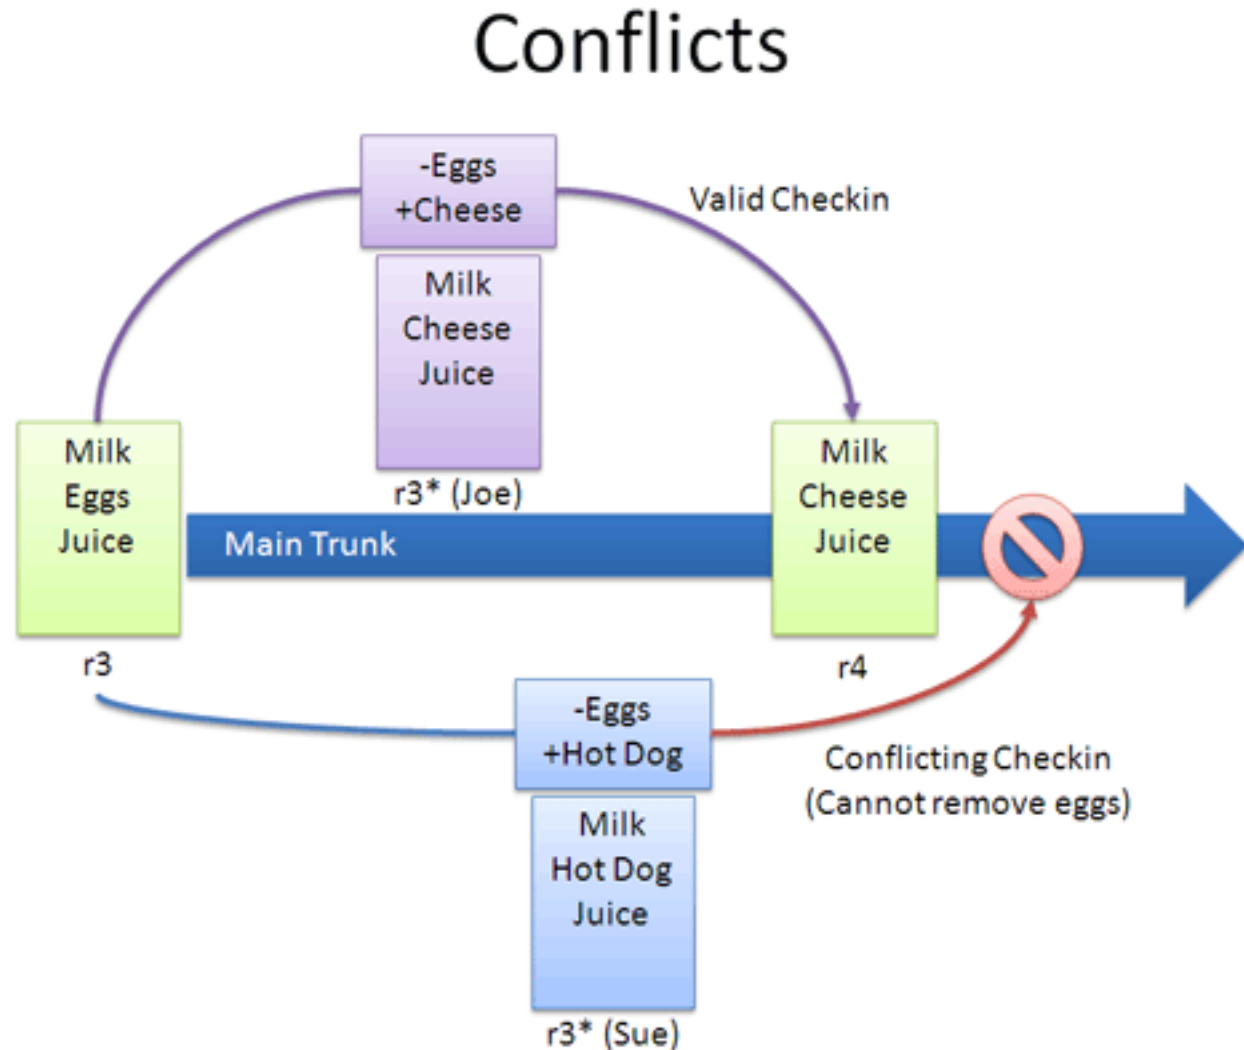 Conflicts
-Eggs
+Cheese
Valid Checkin
Milk
Cheese
Juice
r3* (Joe)
Milk
Eggs
Juice
r3
Main Trunk
Milk
Cheese
Juice
r4
-Eggs
+Hot Dog
Conflicting Checkin
(Cannot remove eggs)
Milk
Hot Dog
Juice
r3* (Sue)